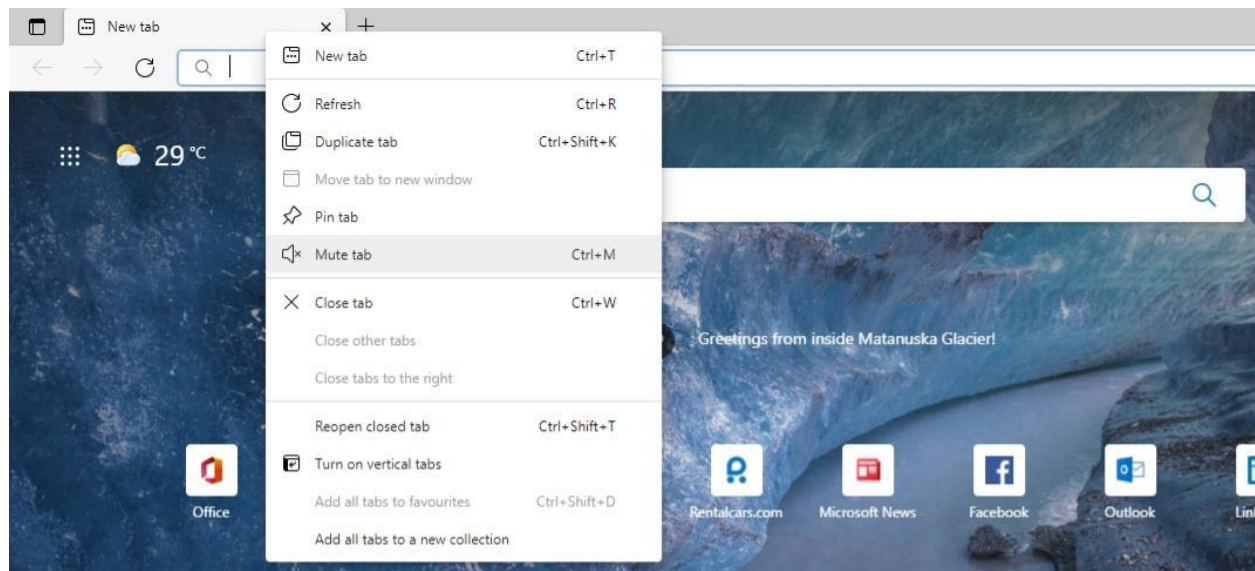 New tab
New tab Ctrl+T
Refresh Ctrl+R
Duplicate tab Ctrl+Shift+K
Move tab to new window
Pin tab
Mute tab Ctrl+M
Close tab Ctrl+W
Close other tabs
Close tabs to the right
Reopen closed tab Ctrl+Shift+T
Turn on vertical tabs
Add all tabs to favourites Ctrl+Shift+D
Add all tabs to a new collection
29 °C
Greetings from inside Matanuska Glacier!
Office
Rentalcars.com
Microsoft News
Facebook
Outlook